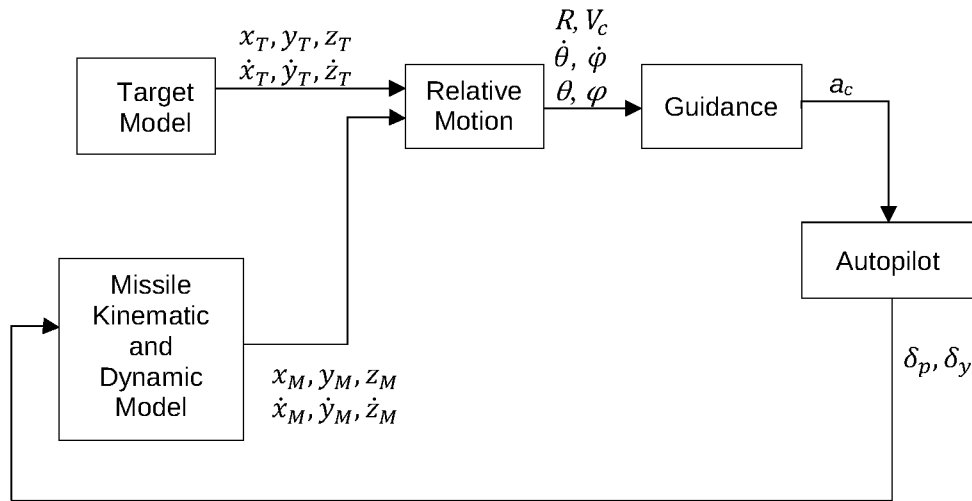 x_T, y_T, z_T
ẋ_T, ẏ_T, ż_T
Target
Model
R, V_c
θ̇, φ̇
θ, φ
Relative
Motion
Guidance
a_c
Autopilot
δ_p, δ_y
Missile
Kinematic
and
Dynamic
Model
x_M, y_M, z_M
ẋ_M, ẏ_M, ż_M